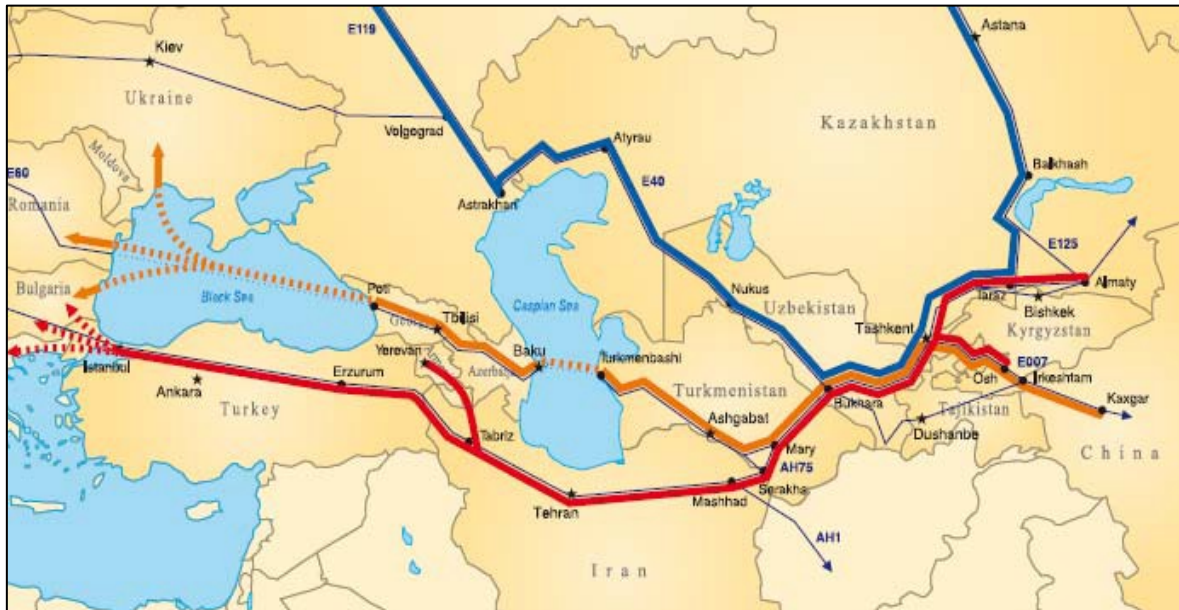 E119
Astana
Kiev
Ukraine
Kazakhstan
Volgograd
Atyrau
Moldova
Balkhash
E60
E40
Astrakhan
Romania
E125
Bulgaria
Black Sea
Poti
Caspian Sea
Nukus
Uzbekistan
Taraz
Almaty
Bishkek
Georgia
Tbilisi
Tashkent
Kyrgyzstan
Yerevan
Baku
Turkmenbashi
E007
Istanbul
Azerbaijan
Osh
Irkeshtam
Ankara
Erzurum
Turkmenistan
Bukhara
Tajikistan
Kaxgar
Turkey
Ashgabat
Dushanbe
Tabriz
Mary
China
AH75
Serakhs
Mashhad
Tehran
AH1
Iran